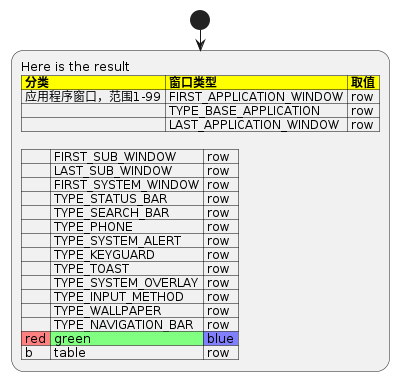 Here is the result
分类 窗口类型 取值
应用程序窗口，范围1-99 FIRST_APPLICATION_WINDOW row
TYPE_BASE_APPLICATION row
LAST_APPLICATION_WINDOW row
FIRST_SUB_WINDOW row
LAST_SUB_WINDOW row
FIRST_SYSTEM_WINDOW row
TYPE_STATUS_BAR row
TYPE_SEARCH_BAR row
TYPE_PHONE row
TYPE_SYSTEM_ALERT row
TYPE_KEYGUARD row
TYPE_TOAST row
TYPE_SYSTEM_OVERLAY row
TYPE_INPUT_METHOD row
TYPE_WALLPAPER row
TYPE_NAVIGATION_BAR row
red green blue
b table row